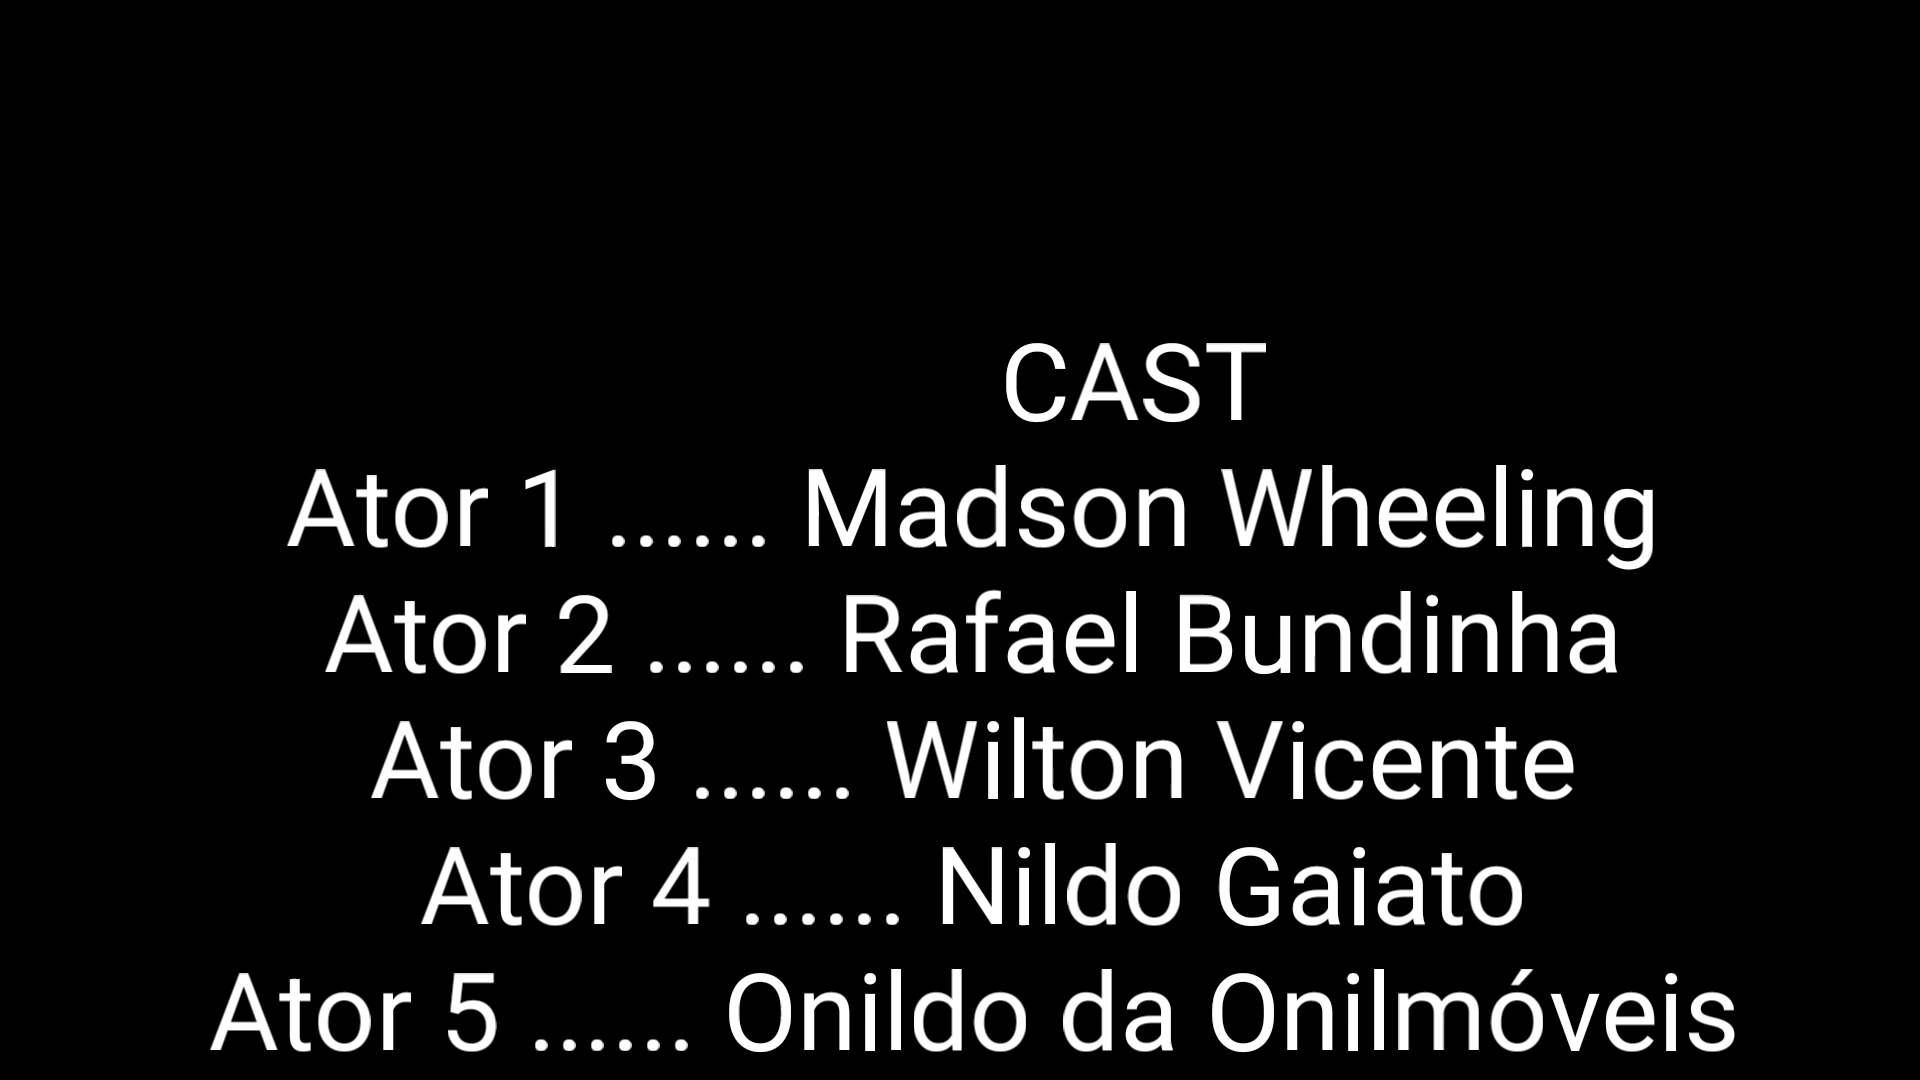 CAST
Ator 1 ...... Madson Wheeling
Ator 2 ...... Rafael Bundinha
Ator 3 ...... Wilton Vicente
Ator 4 ...... Nildo Gaiato
Ator 5 ...... Onildo da Onilmóveis